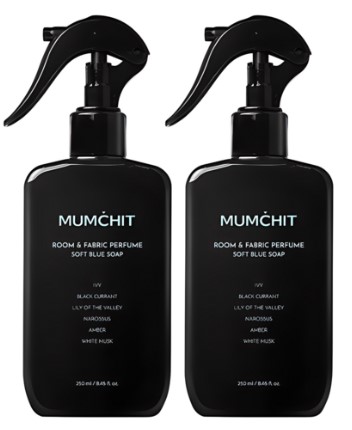 MUMĊHIT
ROOM & FABRIC PERFUME
SOFT BLUE SOAP
IVY
BLACK CURRANT
LILY OF THE VALLEY
NARCISSUS
AMBER
WHITE MUSK
250 ml / 8.45 fl. oz.
MUMĊHIT
ROOM & FABRIC PERFUME
SOFT BLUE SOAP
IVY
BLACK CURRANT
LILY OF THE VALLEY
NARCISSUS
AMBER
WHITE MUSK
250 ml / 8.45 fl. oz.